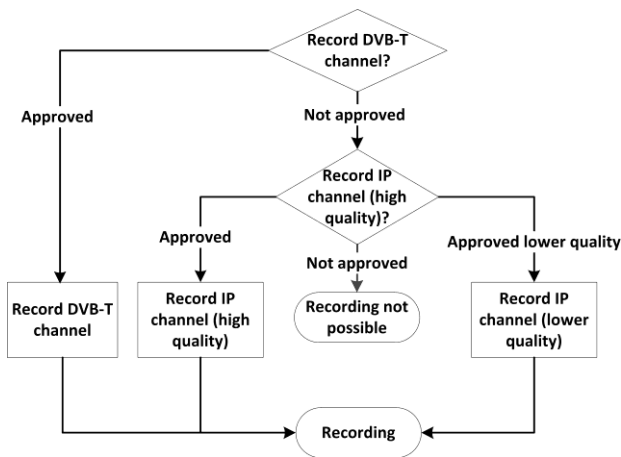 Record DVB-T
channel?
Approved
Not approved
Record IP
channel (high
quality)?
Approved
Not approved
Approved lower quality
Record DVB-T
channel
Record IP
channel (high
quality)
Recording not
possible
Record IP
channel (lower
quality)
Recording